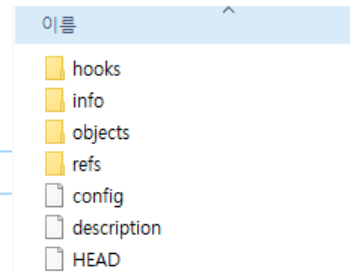 이름
hooks
info
objects
refs
config
description
HEAD